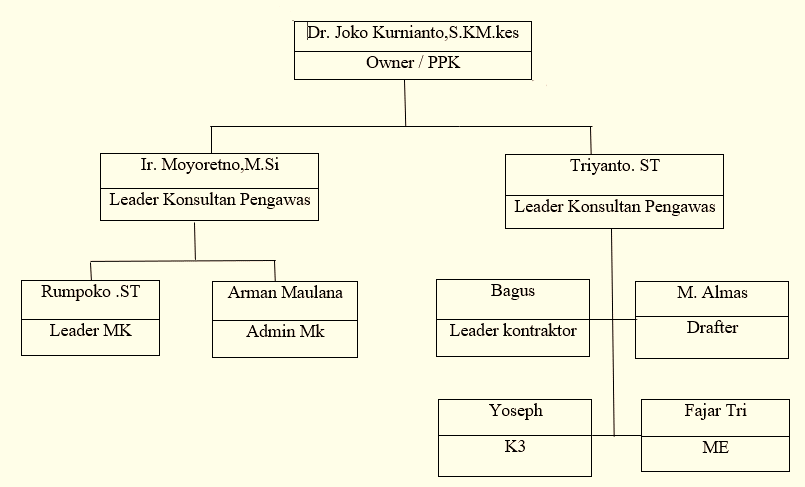 Dr. Joko Kurnianto,S.KM.kes
Owner / PPK
Ir. Moyoretno,M.Si
Leader Konsultan Pengawas
Triyanto. ST
Leader Konsultan Pengawas
Rumpoko .ST
Leader MK
Arman Maulana
Admin Mk
Bagus
Leader kontraktor
M. Almas
Drafter
Yoseph
K3
Fajar Tri
ME